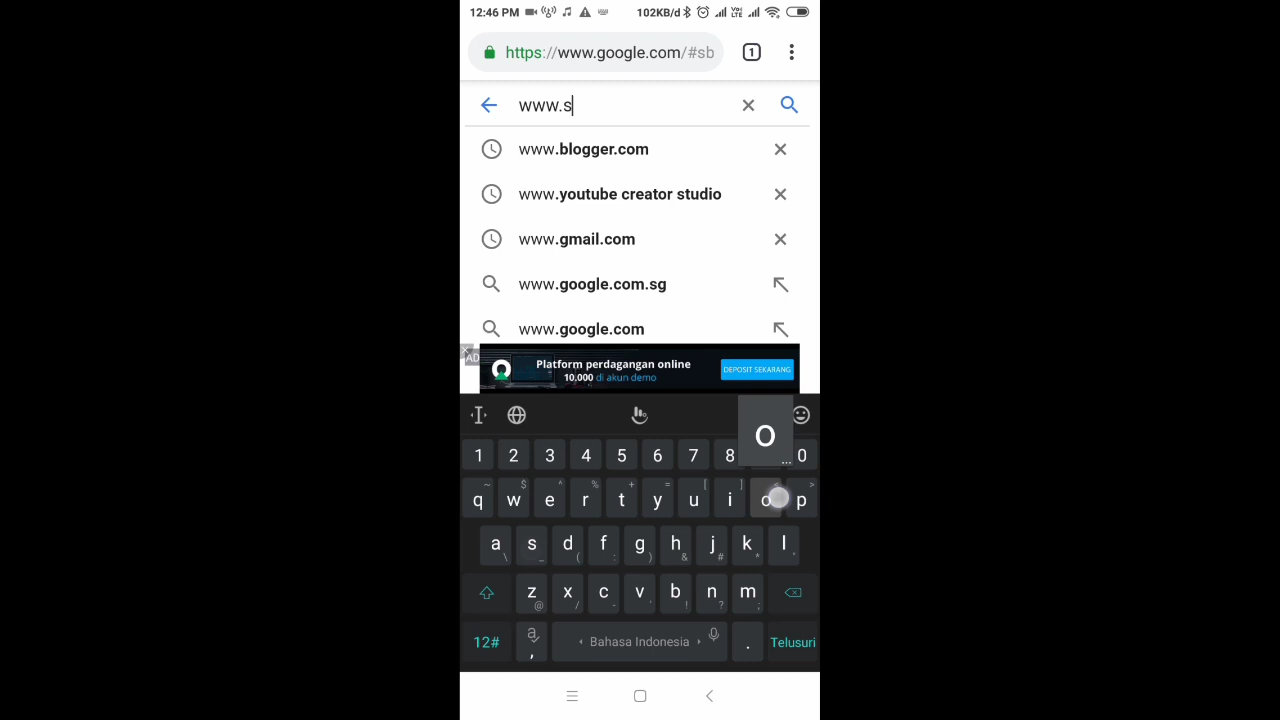 12:46 PM 102KB/d VoLTE
https://www.google.com/#sb 1
www.s
www.blogger.com
www.youtube creator studio
www.gmail.com
www.google.com.sg
www.google.com
AD
Platform perdagangan online
10.000 di akun demo
DEPOSIT SEKARANG
o
...
1 2 3 4 5 6 7 8 0
~ $ ^ % + = [ ] < >
q w e r t y u i o p
a s d f g h j k l
\ _ ( : ) & # *
z x c v b n m
@ / - ' ! ? ;
12# a , Bahasa Indonesia . Telusuri